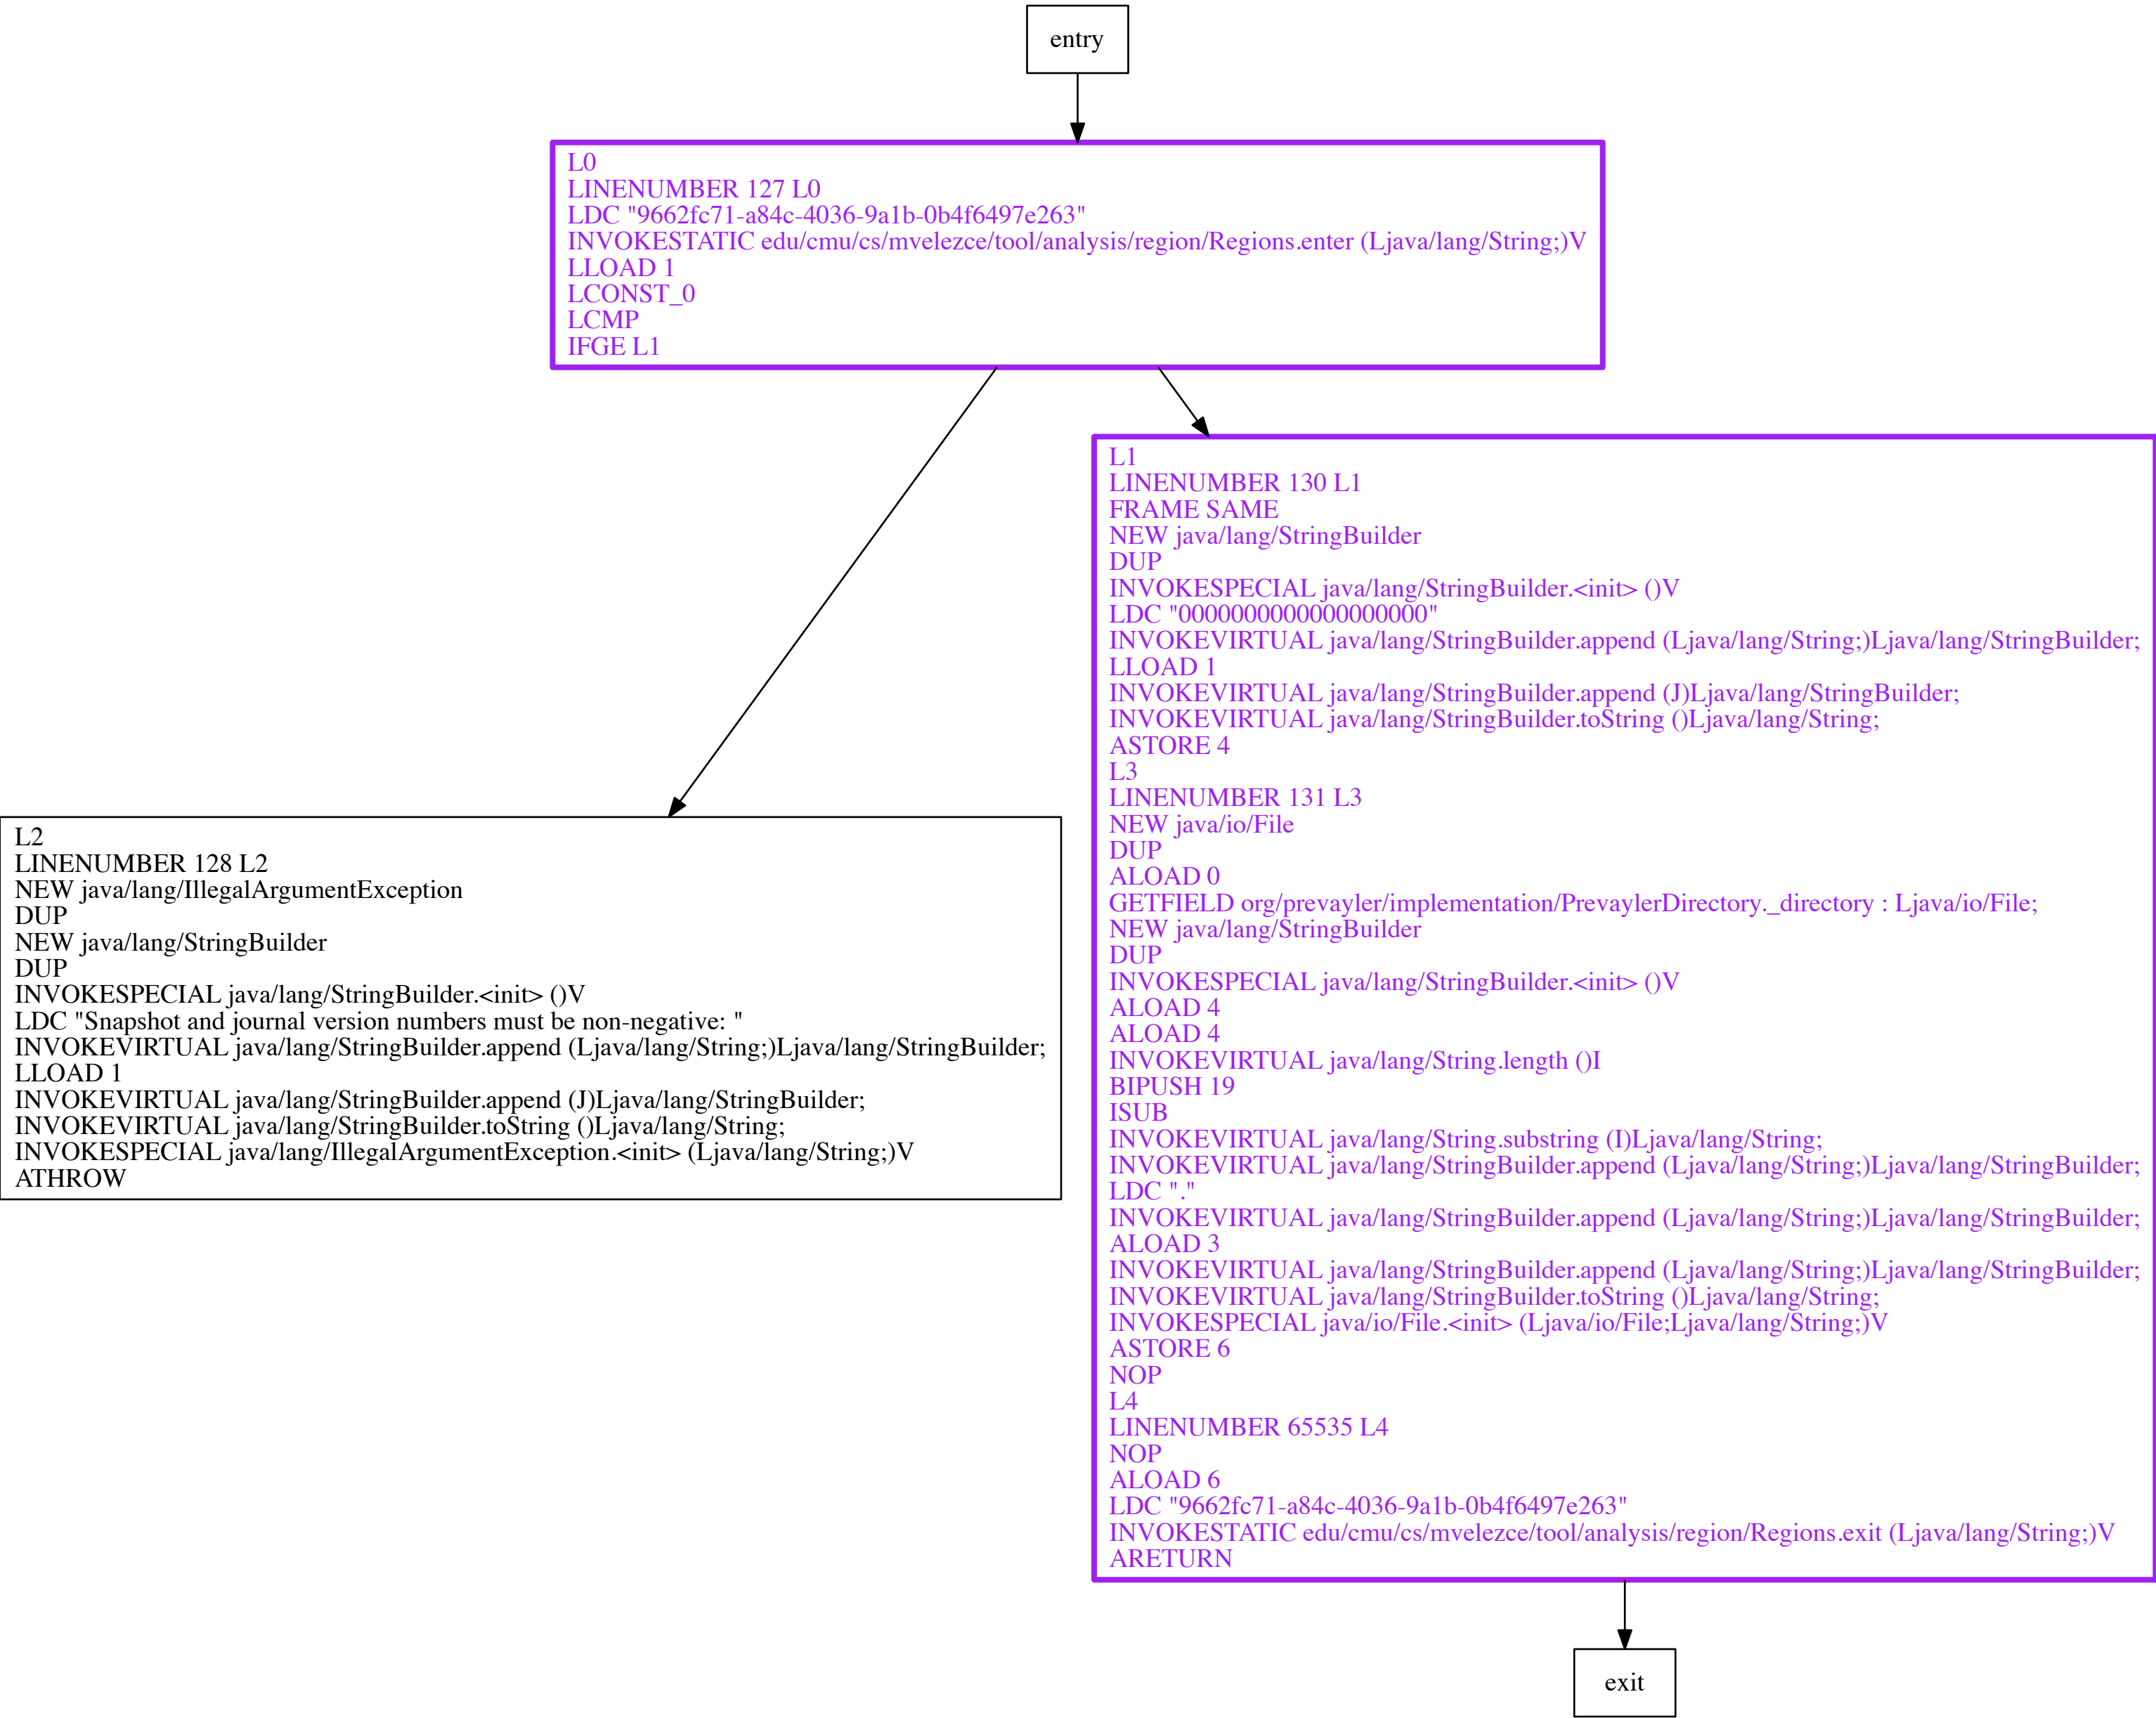 entry
L0
LINENUMBER 127 L0
LDC "9662fc71-a84c-4036-9a1b-0b4f6497e263"
INVOKESTATIC edu/cmu/cs/mvelezce/tool/analysis/region/Regions.enter (Ljava/lang/String;)V
LLOAD 1
LCONST_0
LCMP
IFGE L1
L2
LINENUMBER 128 L2
NEW java/lang/IllegalArgumentException
DUP
NEW java/lang/StringBuilder
DUP
INVOKESPECIAL java/lang/StringBuilder.<init> ()V
LDC "Snapshot and journal version numbers must be non-negative: "
INVOKEVIRTUAL java/lang/StringBuilder.append (Ljava/lang/String;)Ljava/lang/StringBuilder;
LLOAD 1
INVOKEVIRTUAL java/lang/StringBuilder.append (J)Ljava/lang/StringBuilder;
INVOKEVIRTUAL java/lang/StringBuilder.toString ()Ljava/lang/String;
INVOKESPECIAL java/lang/IllegalArgumentException.<init> (Ljava/lang/String;)V
ATHROW
L1
LINENUMBER 130 L1
FRAME SAME
NEW java/lang/StringBuilder
DUP
INVOKESPECIAL java/lang/StringBuilder.<init> ()V
LDC "0000000000000000000"
INVOKEVIRTUAL java/lang/StringBuilder.append (Ljava/lang/String;)Ljava/lang/StringBuilder;
LLOAD 1
INVOKEVIRTUAL java/lang/StringBuilder.append (J)Ljava/lang/StringBuilder;
INVOKEVIRTUAL java/lang/StringBuilder.toString ()Ljava/lang/String;
ASTORE 4
L3
LINENUMBER 131 L3
NEW java/io/File
DUP
ALOAD 0
GETFIELD org/prevayler/implementation/PrevaylerDirectory._directory : Ljava/io/File;
NEW java/lang/StringBuilder
DUP
INVOKESPECIAL java/lang/StringBuilder.<init> ()V
ALOAD 4
ALOAD 4
INVOKEVIRTUAL java/lang/String.length ()I
BIPUSH 19
ISUB
INVOKEVIRTUAL java/lang/String.substring (I)Ljava/lang/String;
INVOKEVIRTUAL java/lang/StringBuilder.append (Ljava/lang/String;)Ljava/lang/StringBuilder;
LDC "."
INVOKEVIRTUAL java/lang/StringBuilder.append (Ljava/lang/String;)Ljava/lang/StringBuilder;
ALOAD 3
INVOKEVIRTUAL java/lang/StringBuilder.append (Ljava/lang/String;)Ljava/lang/StringBuilder;
INVOKEVIRTUAL java/lang/StringBuilder.toString ()Ljava/lang/String;
INVOKESPECIAL java/io/File.<init> (Ljava/io/File;Ljava/lang/String;)V
ASTORE 6
NOP
L4
LINENUMBER 65535 L4
NOP
ALOAD 6
LDC "9662fc71-a84c-4036-9a1b-0b4f6497e263"
INVOKESTATIC edu/cmu/cs/mvelezce/tool/analysis/region/Regions.exit (Ljava/lang/String;)V
ARETURN
exit